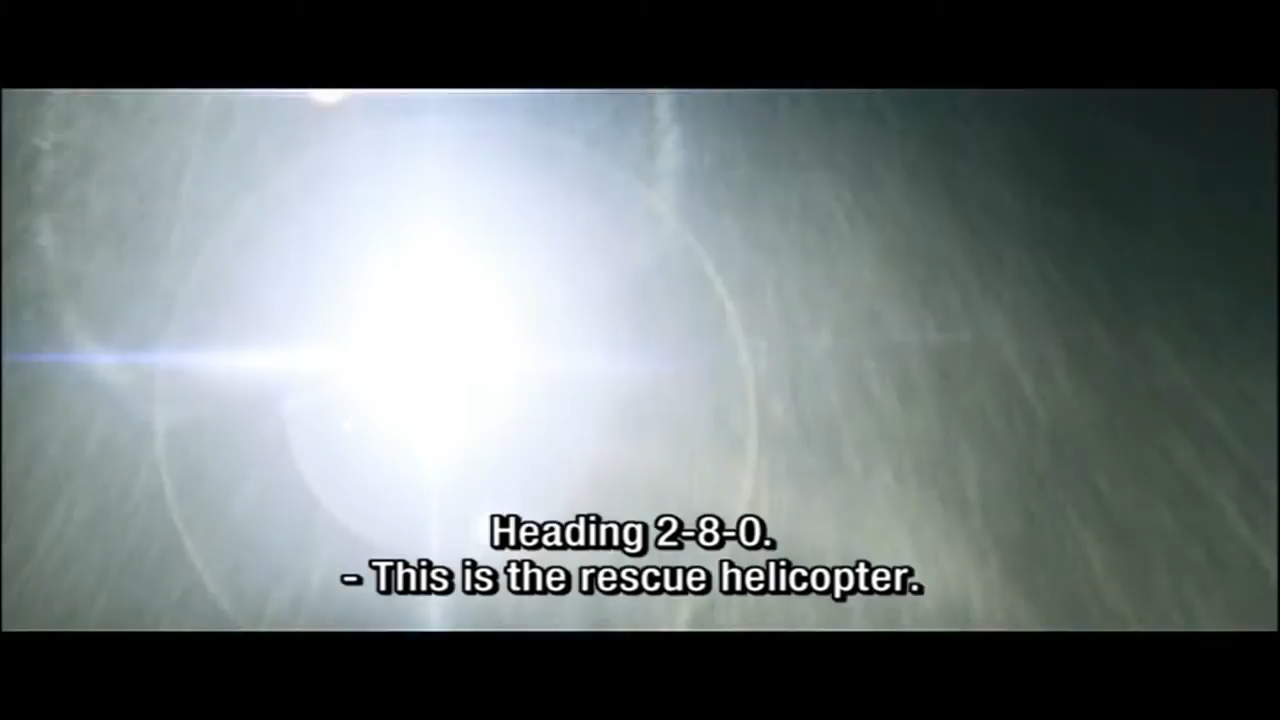 Heading 2-8-0.
- This is the rescue helicopter.